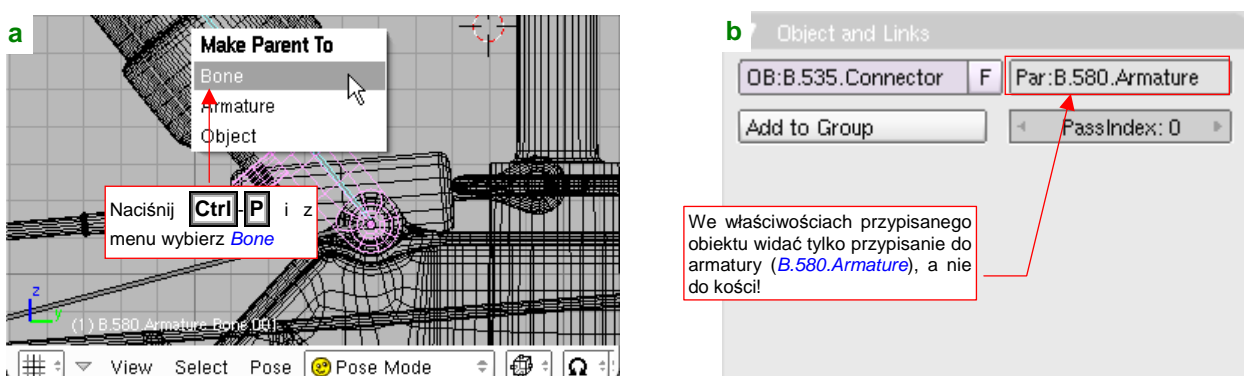 a
Make Parent To
Bone
Armature
Object
Naciśnij Ctrl-P i z
menu wybierz Bone
z
y
(1) B.580.Armature Bone.001
View Select Pose Pose Mode
b
Object and Links
OB:B.535.Connector F Par:B.580.Armature
Add to Group PassIndex: 0
We właściwościach przypisanego
obiektu widać tylko przypisanie do
armatury (B.580.Armature), a nie
do kości!